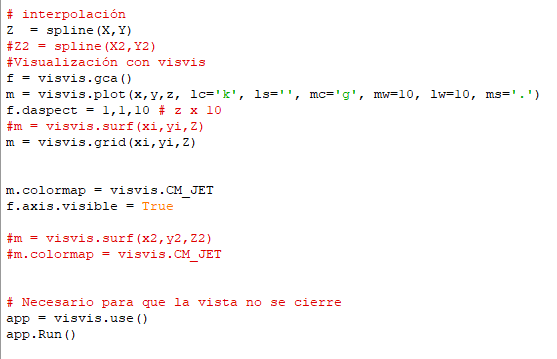 # interpolación
Z  = spline(X,Y)
#Z2 = spline(X2,Y2)
#Visualización con visvis
f = visvis.gca()
m = visvis.plot(x,y,z, lc='k', ls='', mc='g', mw=10, lw=10, ms='.')
f.daspect = 1,1,10 # z x 10
#m = visvis.surf(xi,yi,Z)
m = visvis.grid(xi,yi,Z)
m.colormap = visvis.CM_JET
f.axis.visible = True
#m = visvis.surf(x2,y2,Z2)
#m.colormap = visvis.CM_JET
# Necesario para que la vista no se cierre
app = visvis.use()
app.Run()